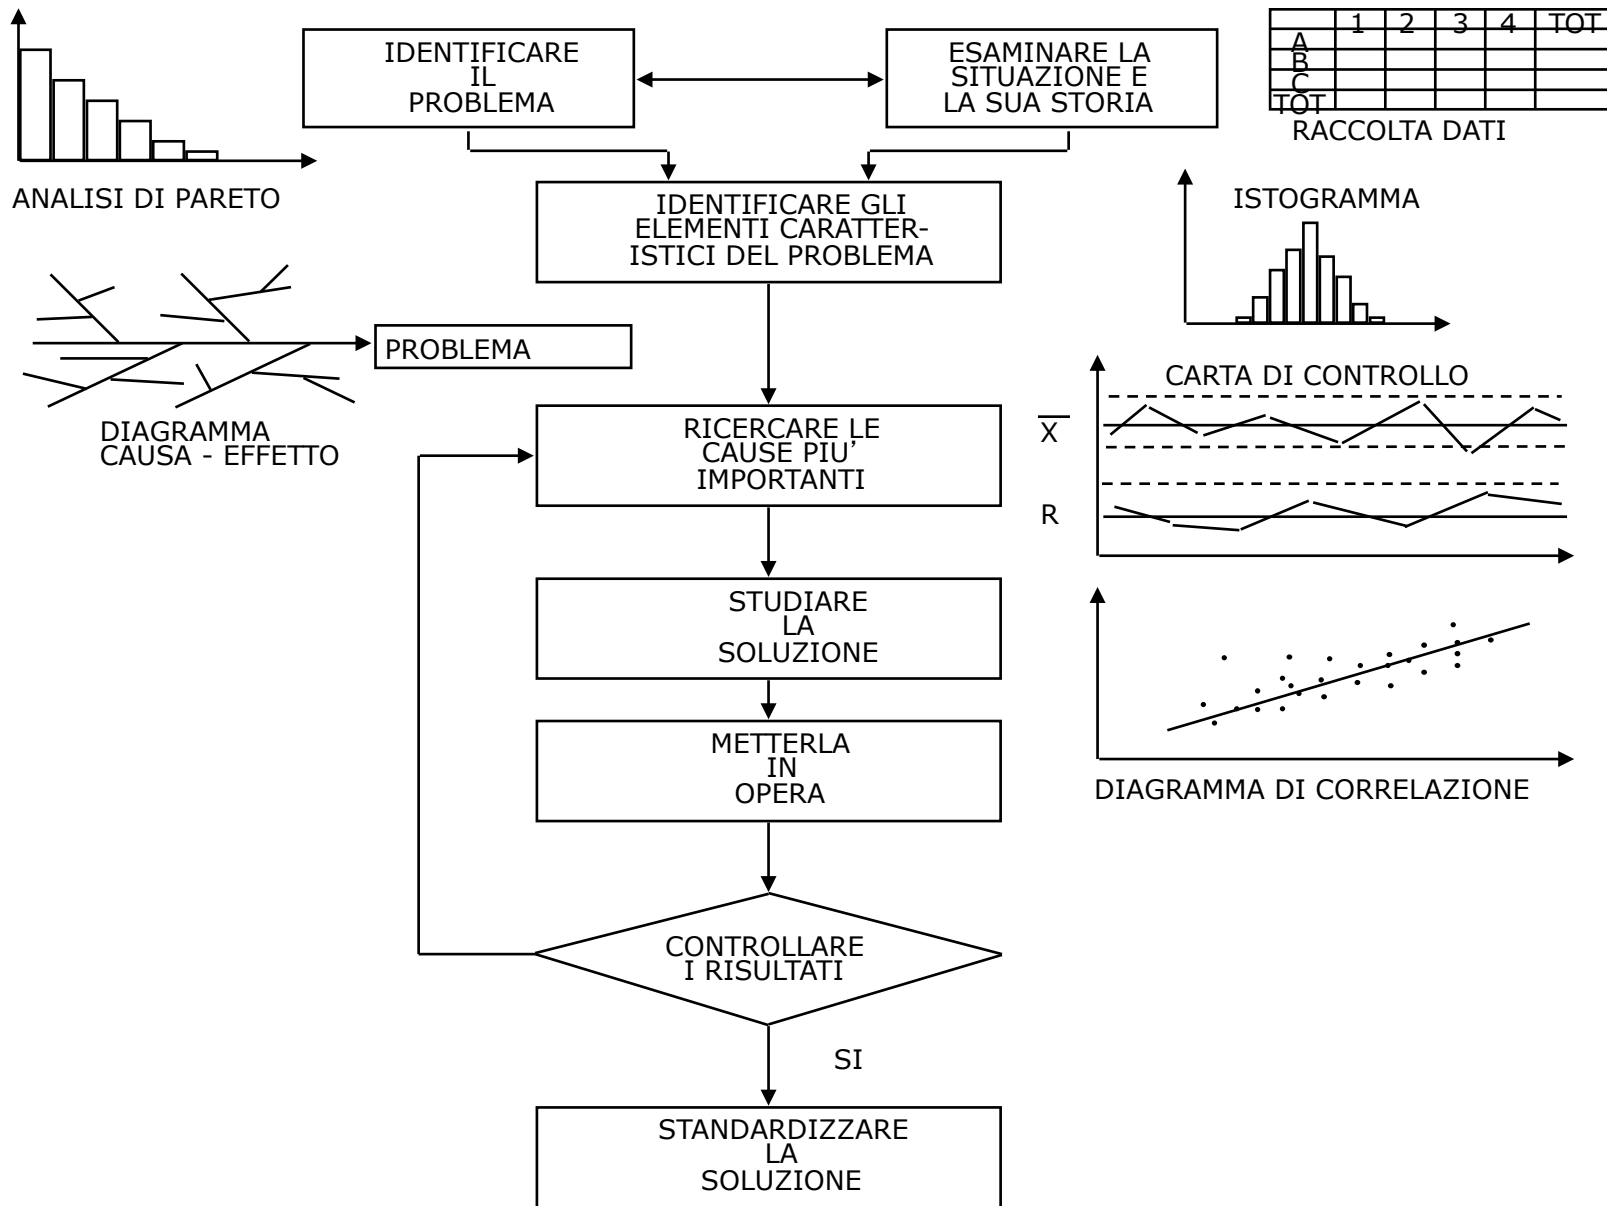 IDENTIFICARE
IL
PROBLEMA
ESAMINARE LA
SITUAZIONE E
LA SUA STORIA
1 2 3 4 TOT
A
B
C
TOT
RACCOLTA DATI
ANALISI DI PARETO
IDENTIFICARE GLI
ELEMENTI CARATTER-
ISTICI DEL PROBLEMA
ISTOGRAMMA
PROBLEMA
DIAGRAMMA
CAUSA - EFFETTO
CARTA DI CONTROLLO
X
R
RICERCARE LE
CAUSE PIU'
IMPORTANTI
STUDIARE
LA
SOLUZIONE
METTERLA
IN
OPERA
DIAGRAMMA DI CORRELAZIONE
CONTROLLARE
I RISULTATI
SI
STANDARDIZZARE
LA
SOLUZIONE